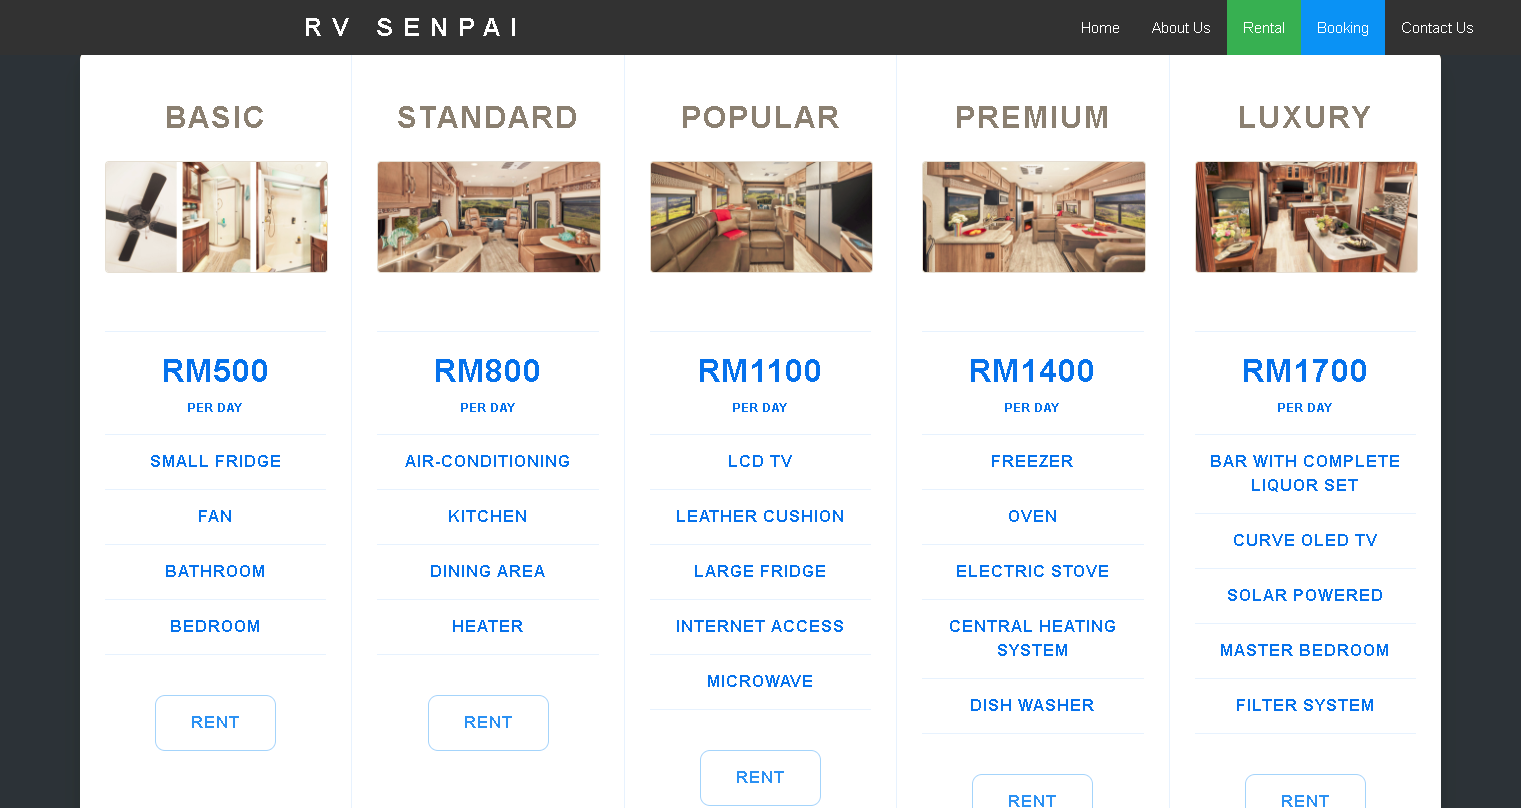 RV SENPAI
Home
About Us
Rental
Booking
Contact Us
BASIC
RM500
PER DAY
SMALL FRIDGE
FAN
BATHROOM
BEDROOM
RENT
STANDARD
RM800
PER DAY
AIR-CONDITIONING
KITCHEN
DINING AREA
HEATER
RENT
POPULAR
RM1100
PER DAY
LCD TV
LEATHER CUSHION
LARGE FRIDGE
INTERNET ACCESS
MICROWAVE
RENT
PREMIUM
RM1400
PER DAY
FREEZER
OVEN
ELECTRIC STOVE
CENTRAL HEATING
SYSTEM
DISH WASHER
RENT
LUXURY
RM1700
PER DAY
BAR WITH COMPLETE
LIQUOR SET
CURVE OLED TV
SOLAR POWERED
MASTER BEDROOM
FILTER SYSTEM
RENT